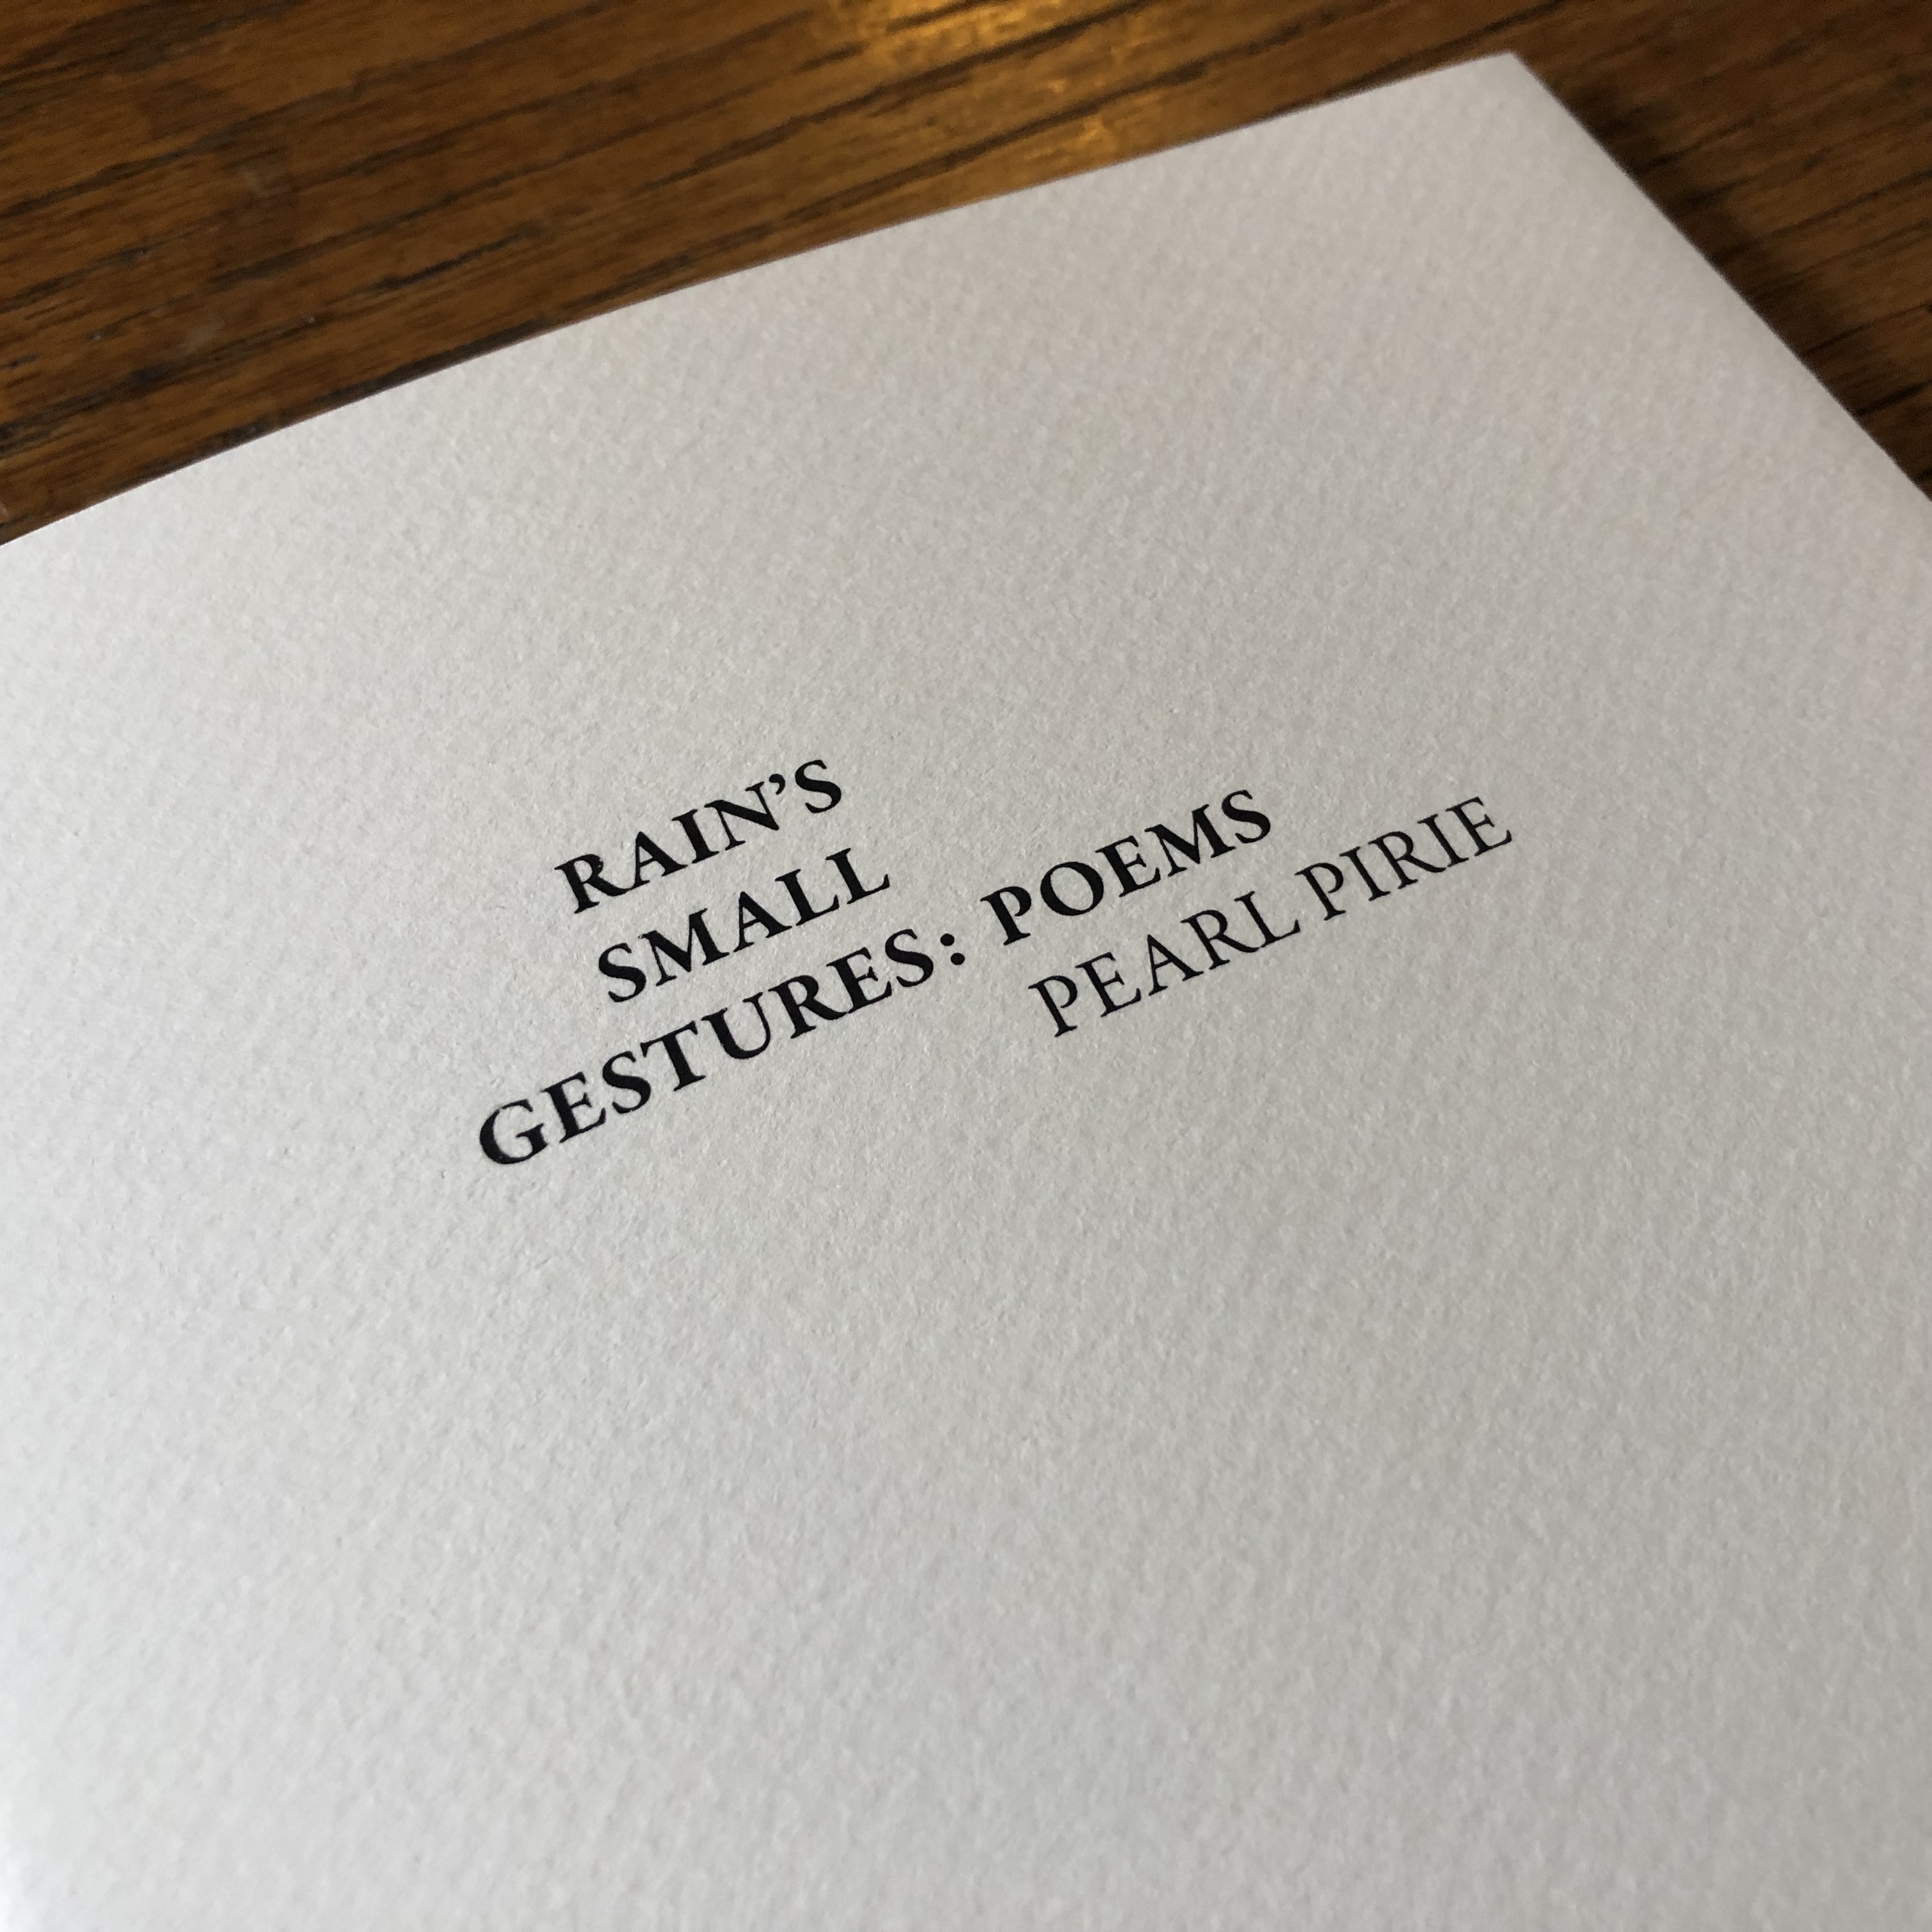 RAIN’S
SMALL
GESTURES: POEMS
PEARL PIRIE